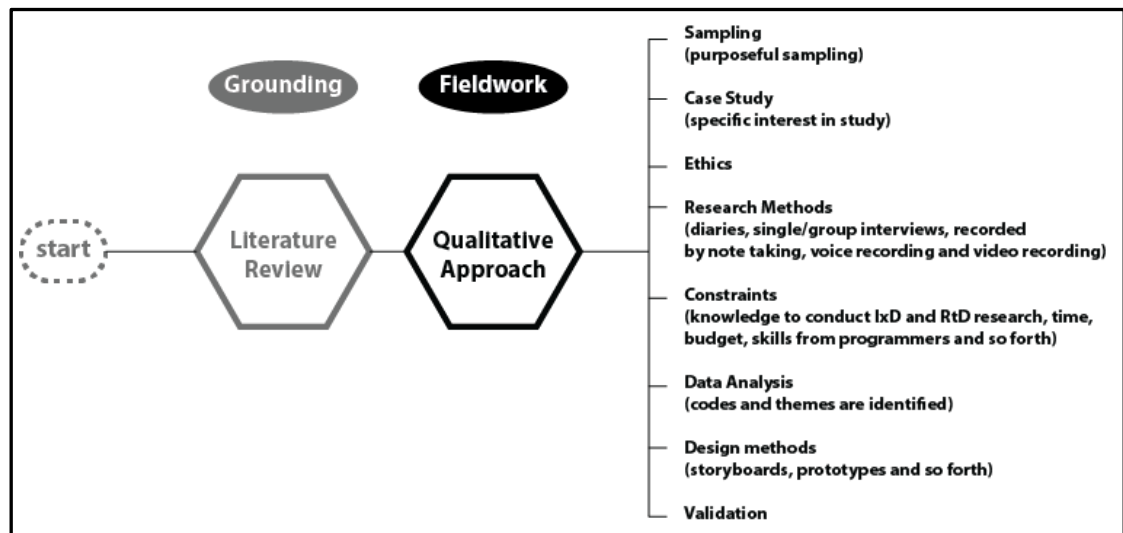 Grounding
Fieldwork
start
Literature
Review
Qualitative
Approach
Sampling
(purposeful sampling)
Case Study
(specific interest in study)
Ethics
Research Methods
(diaries, single/group interviews, recorded
by note taking, voice recording and video recording)
Constraints
(knowledge to conduct IxD and RtD research, time,
budget, skills from programmers and so forth)
Data Analysis
(codes and themes are identified)
Design methods
(storyboards, prototypes and so forth)
Validation